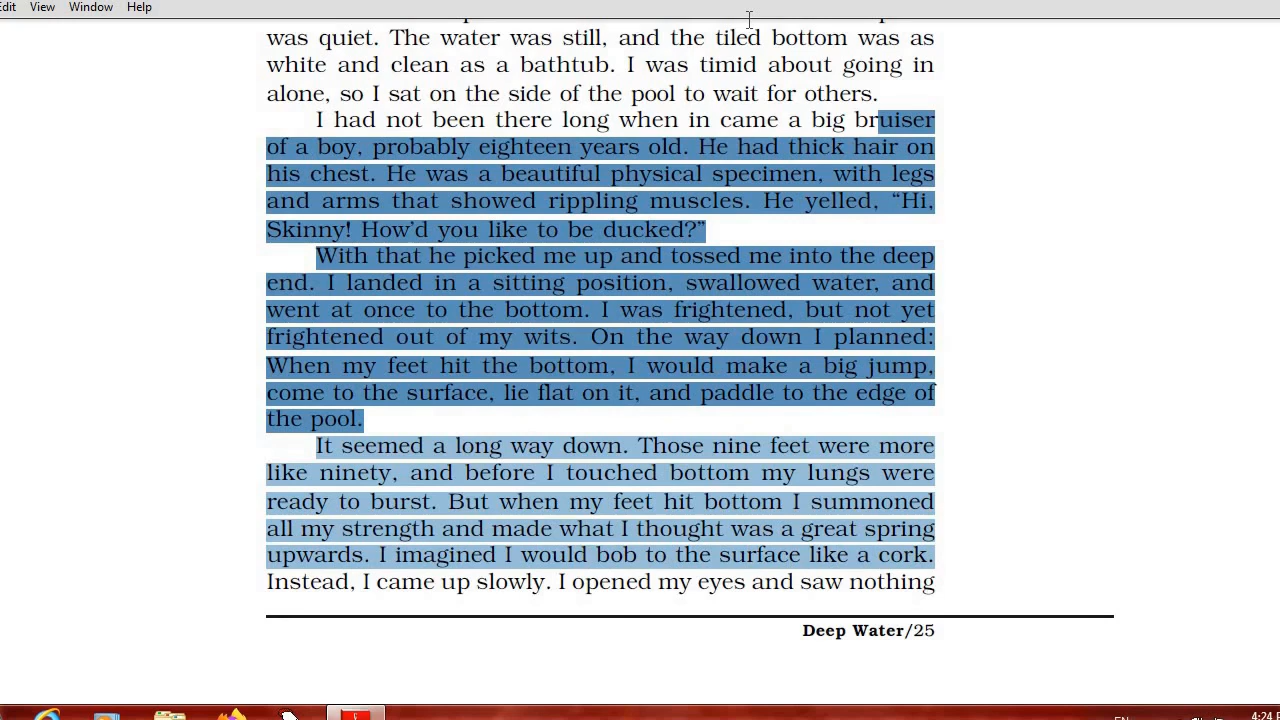 Edit View Window Help
was quiet. The water was still, and the tiled bottom was as
white and clean as a bathtub. I was timid about going in
alone, so I sat on the side of the pool to wait for others.
I had not been there long when in came a big bruiser
of a boy, probably eighteen years old. He had thick hair on
his chest. He was a beautiful physical specimen, with legs
and arms that showed rippling muscles. He yelled, “Hi,
Skinny! How’d you like to be ducked?”
With that he picked me up and tossed me into the deep
end. I landed in a sitting position, swallowed water, and
went at once to the bottom. I was frightened, but not yet
frightened out of my wits. On the way down I planned:
When my feet hit the bottom, I would make a big jump,
come to the surface, lie flat on it, and paddle to the edge of
the pool.
It seemed a long way down. Those nine feet were more
like ninety, and before I touched bottom my lungs were
ready to burst. But when my feet hit bottom I summoned
all my strength and made what I thought was a great spring
upwards. I imagined I would bob to the surface like a cork.
Instead, I came up slowly. I opened my eyes and saw nothing
Deep Water/25
EN
4:24 P